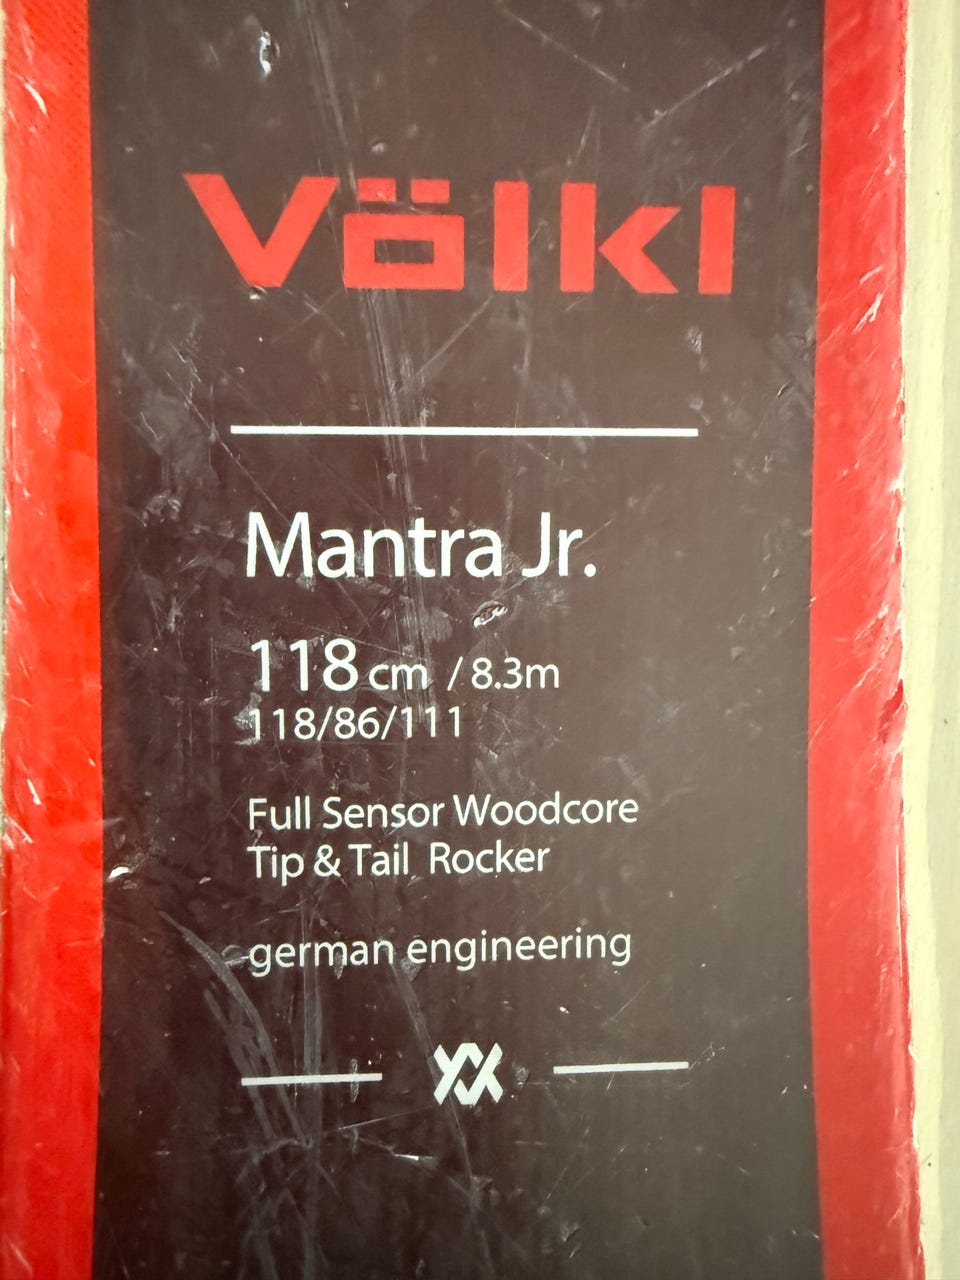 Völkl
Mantra Jr.
118 cm / 8.3m
118/86/111
Full Sensor Woodcore
Tip & Tail Rocker
german engineering